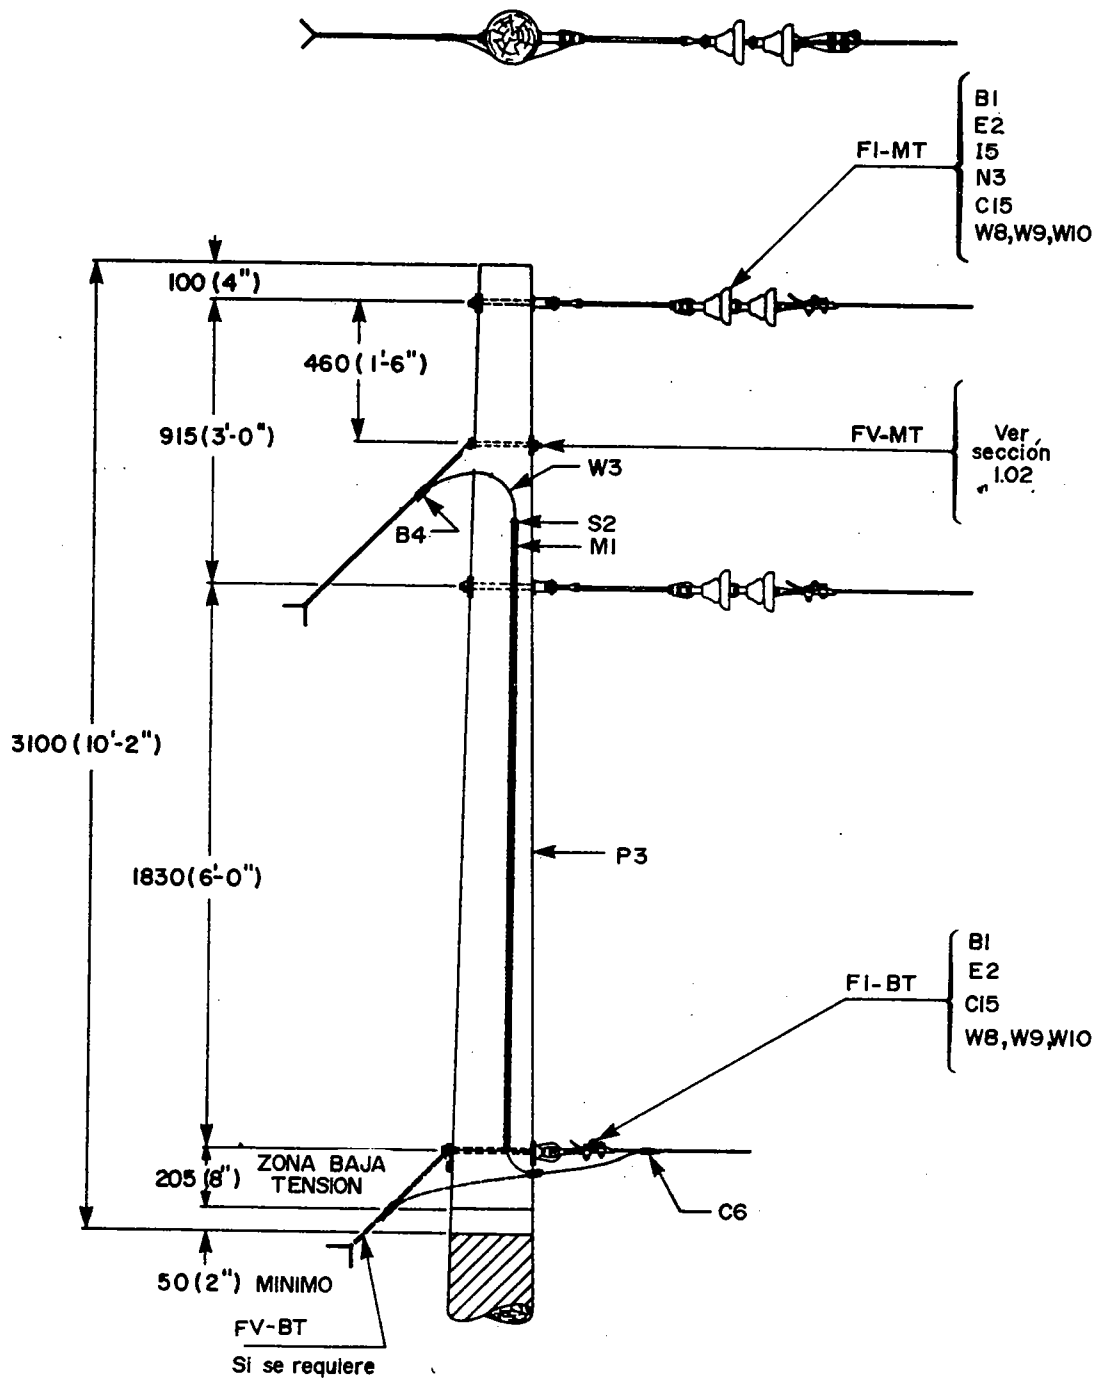 B1
E2
I5
N3
C15
W8,W9,W10
F1-MT
100(4")
460(1'-6")
915(3'-0")
FV-MT
Ver
sección
1.02
W3
B4
S2
M1
3100(10'-2")
1830(6'-0")
P3
B1
E2
C15
W8,W9,W10
F1-BT
ZONA BAJA
TENSION
205(8")
C6
50(2") MINIMO
FV-BT
Si se requiere